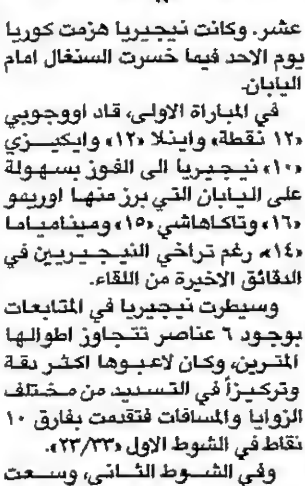 عشر. وكانت نيجيريا هزمت كوريا
يوم الاحد فيما خسرت السنغال امام
اليابان.
في المباراة الاولى، قاد اووجوبي
«١٢ نقطة» واينلا «١٢» وايكيـزي
«١٠» نيجيريا الى الفوز بسهولة
على اليابان التي برز منها اوريمو
«١٦» وتاكاهاشي «١٥» ومينامياما
«١٤»، رغم تراخي النيجيريين في
الدقائق الاخيرة من اللقاء.
وسيطرت نيجيريا في المتابعات
بوجود ٦ عناصر تتجاوز اطوالها
المترين، وكان لاعبوها اكثر دقة
وتركيزاً في التسديد من مختلف
الزوايا والمسافات فتقدمت بفارق ١٠
نقاط في الشوط الاول «٢٣/٣٣».
وفي الشوط الثاني، وسعت